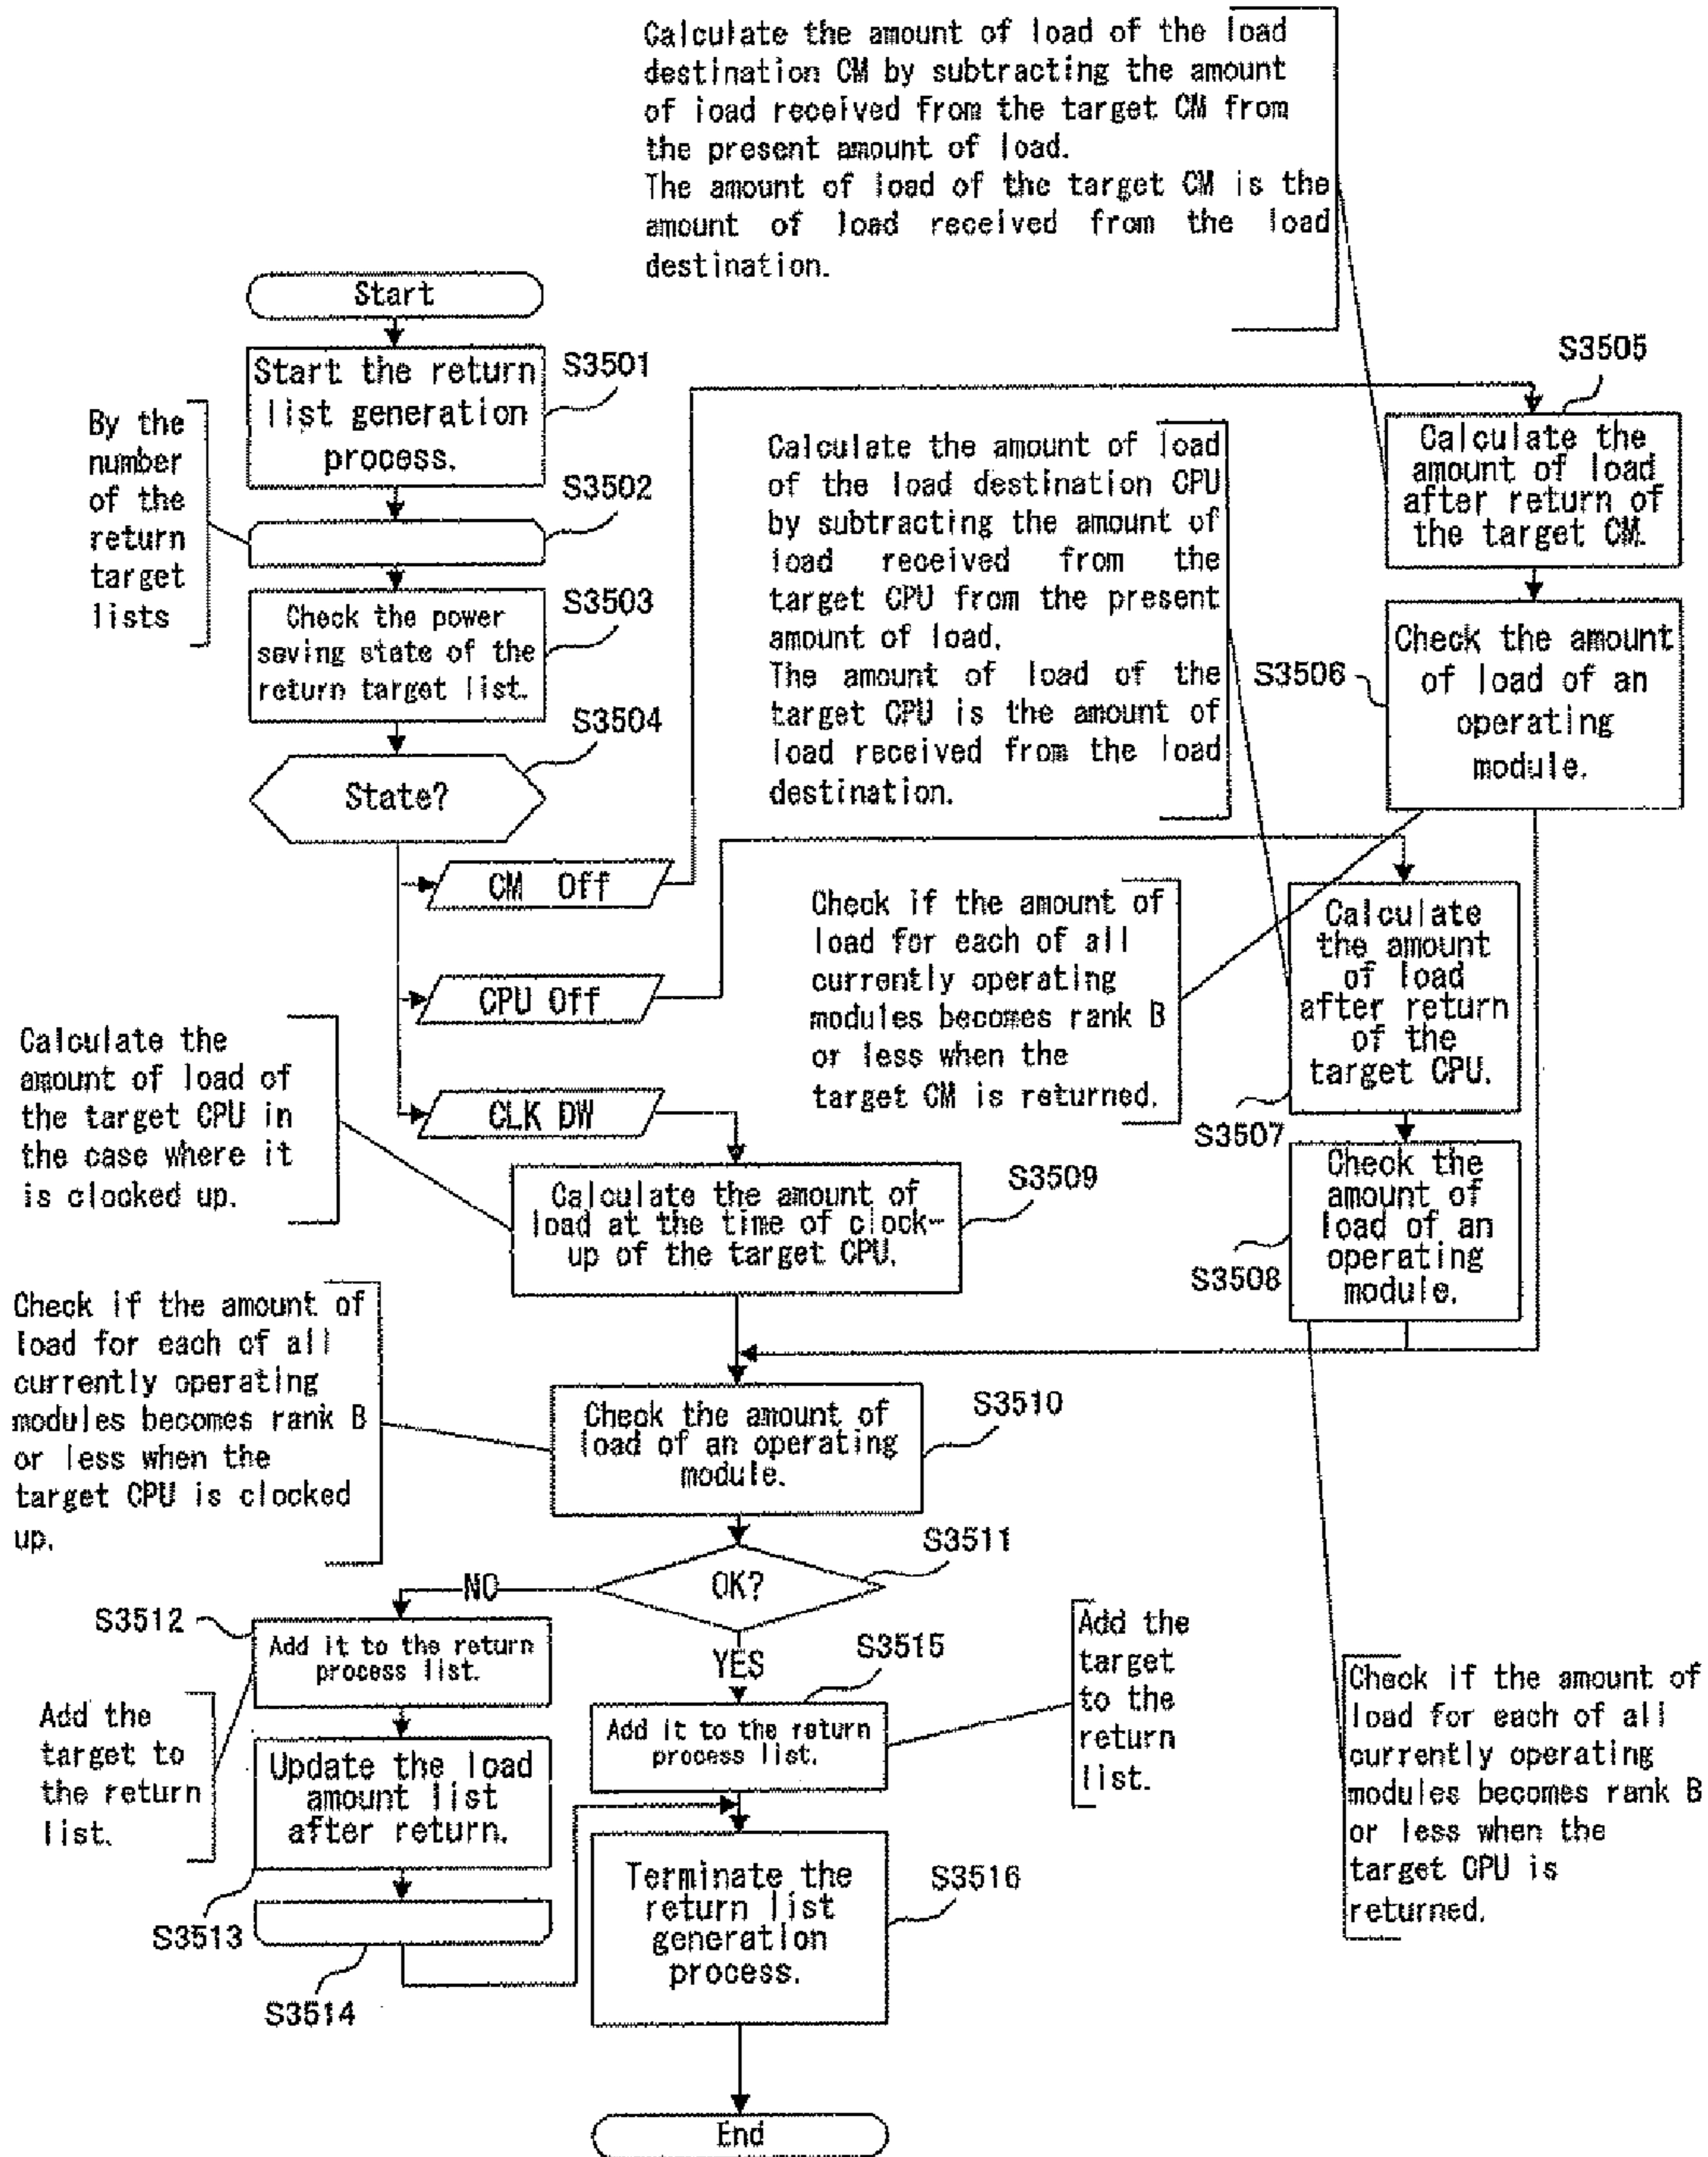 Calculate the amount of load of the load
destination CM by subtracting the amount
of load received from the target CM from
the present amount of load.
The amount of load of the target CM is the
amount of load received from the load
destination.
Start
Start the return
list generation
process.
S3501
By the
number
of the
return
target
lists
S3502
Check the power
saving state of the
return target list.
S3503
State?
S3504
CM Off
CPU Off
CLK DW
Calculate the amount of load
of the load destination CPU
by subtracting the amount of
load received from the
target CPU from the present
amount of load.
The amount of load of the
target CPU is the amount of
load received from the load
destination.
S3505
Calculate the
amount of load
after return of
the target CM.
S3506
Check the amount
of load of an
operating
module.
Check if the amount of
load for each of all
currently operating
modules becomes rank B
or less when the
target CM is returned.
Calculate
the amount
of load
after return
of the
target CPU.
S3507
Check the
amount of
load of an
operating
module.
S3508
Calculate the
amount of load of
the target CPU in
the case where it
is clocked up.
Calculate the amount of
load at the time of clock-
up of the target CPU.
S3509
Check if the amount of
load for each of all
currently operating
modules becomes rank B
or less when the
target CPU is clocked
up.
Check the amount of
load of an operating
module.
S3510
OK?
S3511
NO
YES
S3512
Add it to the return
process list.
Add the
target to
the return
list.
Update the load
amount list
after return.
S3513
S3514
S3515
Add it to the return
process list.
Add the
target
to the
return
list.
Terminate the
return list
generation
process.
S3516
Check if the amount of
load for each of all
currently operating
modules becomes rank B
or less when the
target CPU is
returned.
End